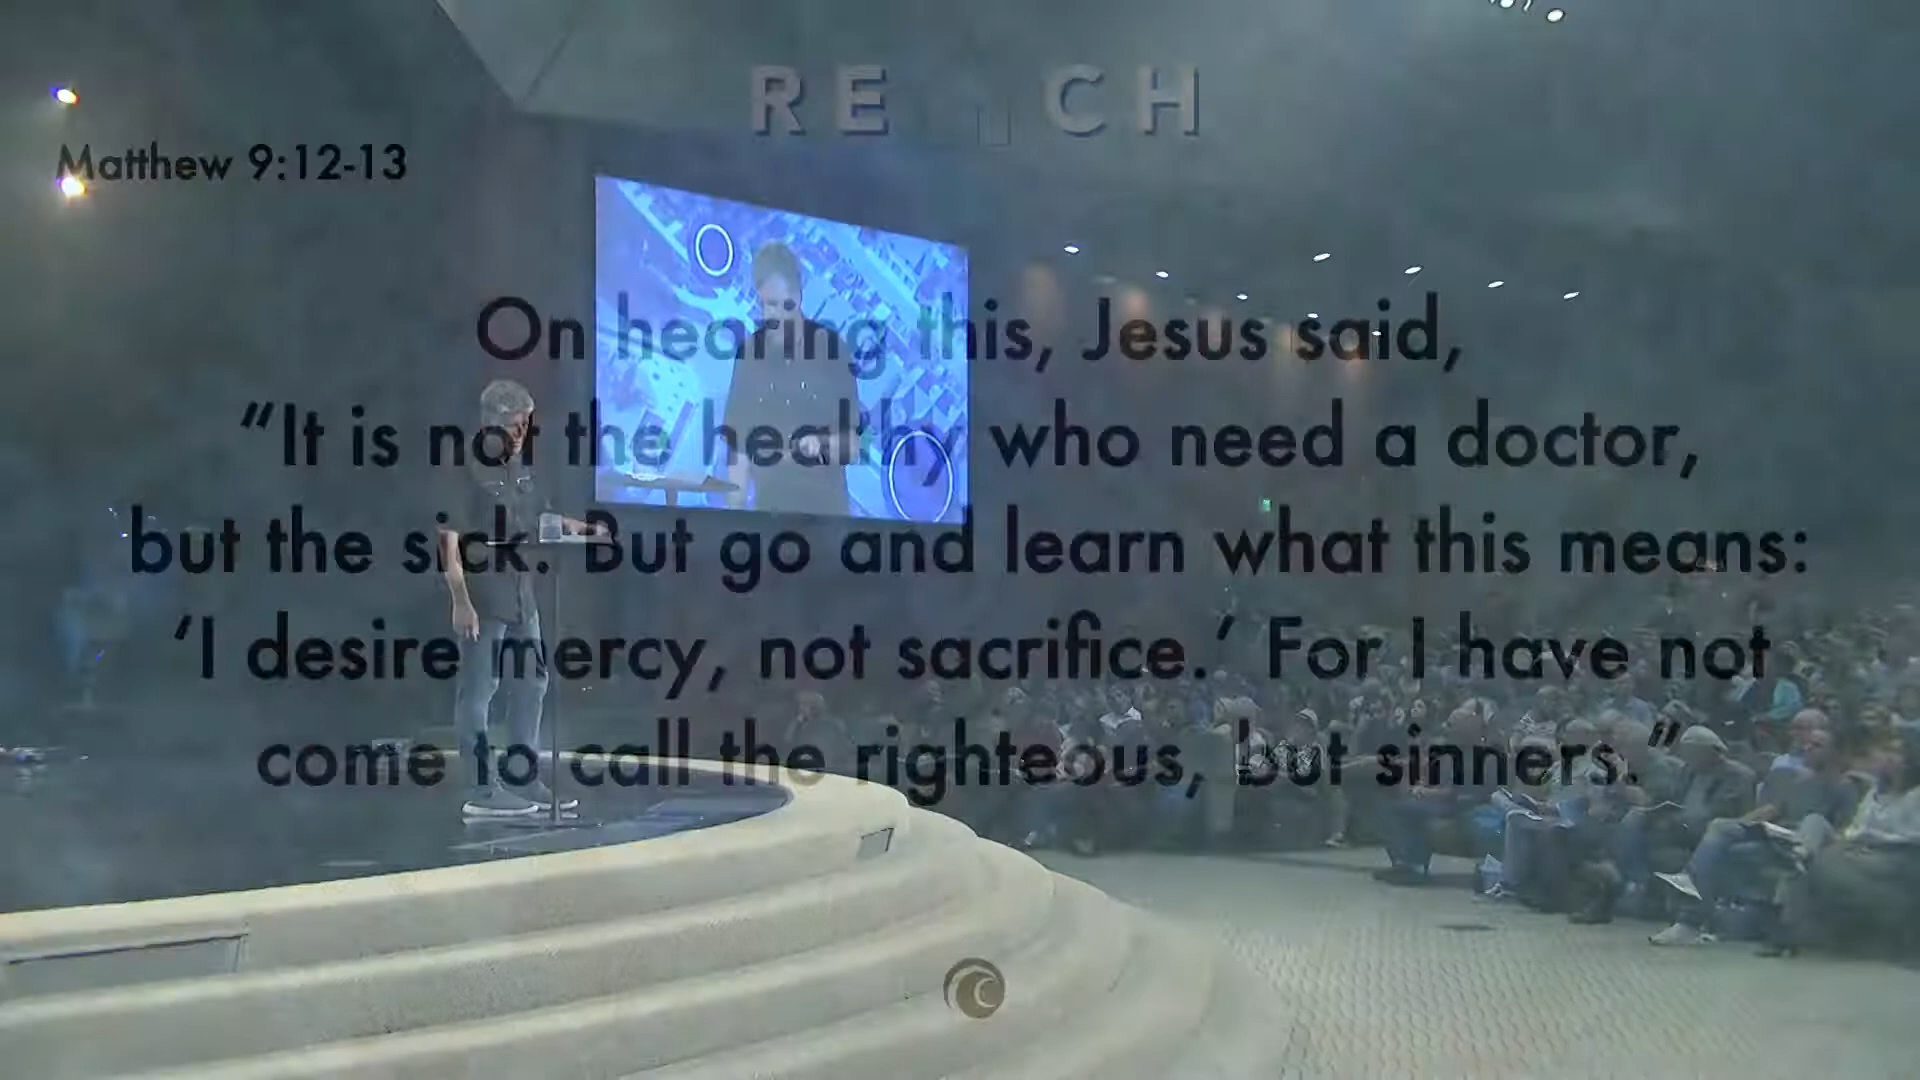 RE CH
Matthew 9:12-13
On hearing this, Jesus said,
“It is not the healthy who need a doctor,
but the sick. But go and learn what this means:
‘I desire mercy, not sacrifice.’ For I have not
come to call the righteous, but sinners.”